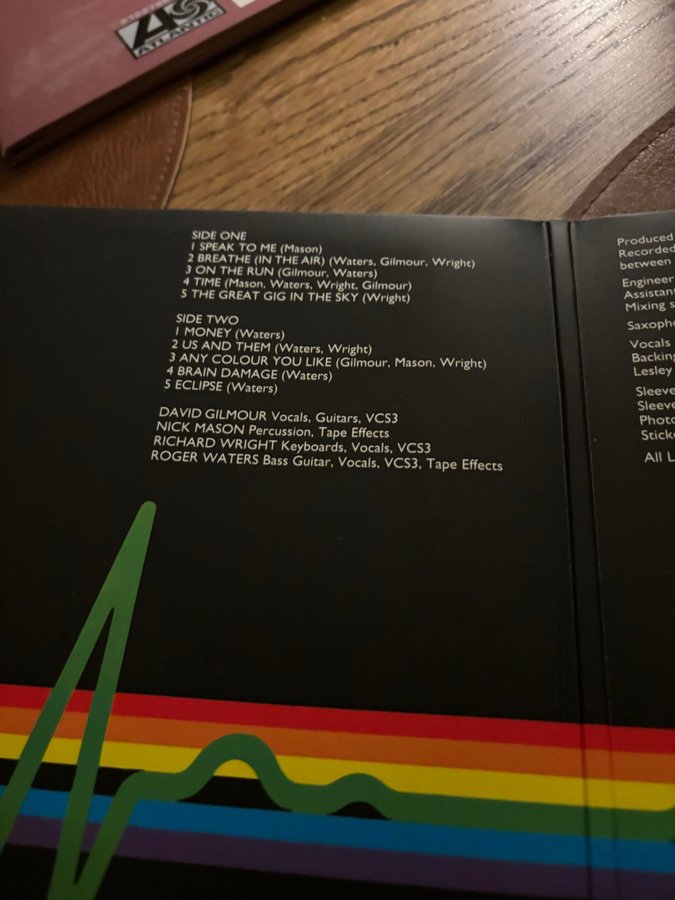 ATLANTIC
SIDE ONE
1 SPEAK TO ME (Mason)
2 BREATHE (IN THE AIR) (Waters, Gilmour, Wright)
3 ON THE RUN (Gilmour, Waters)
4 TIME (Mason, Waters, Wright, Gilmour)
5 THE GREAT GIG IN THE SKY (Wright)
SIDE TWO
1 MONEY (Waters)
2 US AND THEM (Waters, Wright)
3 ANY COLOUR YOU LIKE (Gilmour, Mason, Wright)
4 BRAIN DAMAGE (Waters)
5 ECLIPSE (Waters)
DAVID GILMOUR Vocals, Guitars, VCS3
NICK MASON Percussion, Tape Effects
RICHARD WRIGHT Keyboards, Vocals, VCS3
ROGER WATERS Bass Guitar, Vocals, VCS3, Tape Effects
Produced
Recorded
between
Engineer
Assistan
Mixing s
Saxopho
Vocals
Backing
Lesley
Sleeve
Sleeve
Photo
Stick
All L